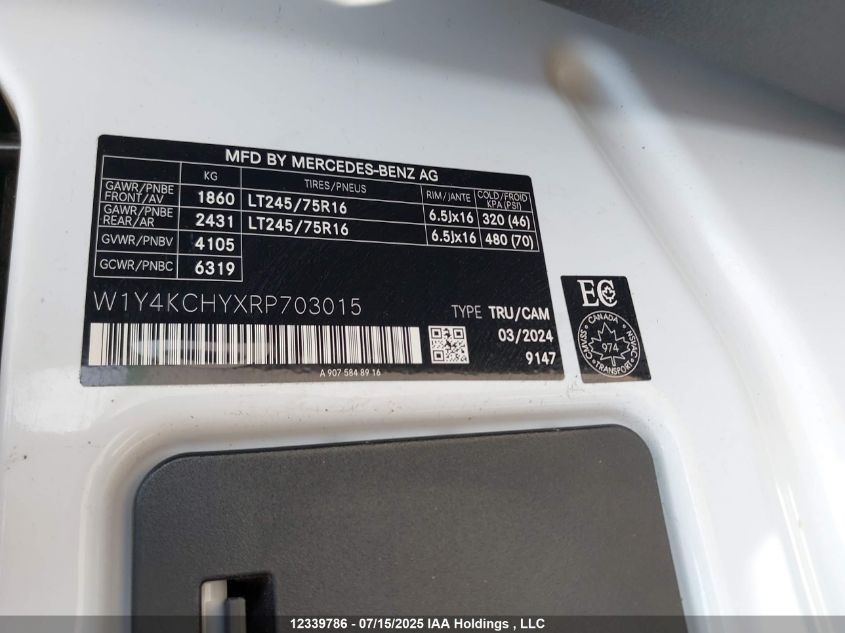 MFD BY MERCEDES-BENZ AG
KG TIRES/PNEUS RIM/JANTE COLD/FROID KPA (PSI)
GAWR/PNBE FRONT/AV 1860 LT245/75R16 6.5Jx16 320 (46)
GAWR/PNBE REAR/AR 2431 LT245/75R16 6.5Jx16 480 (70)
GVWR/PNBV 4105
GCWR/PNBC 6319
W1Y4KCHYXRP703015
TYPE TRU/CAM
03/2024
9147
A 907 584 89 16
EC
CANADA
974
TRANSPORT
12339786 - 07/15/2025 IAA Holdings , LLC